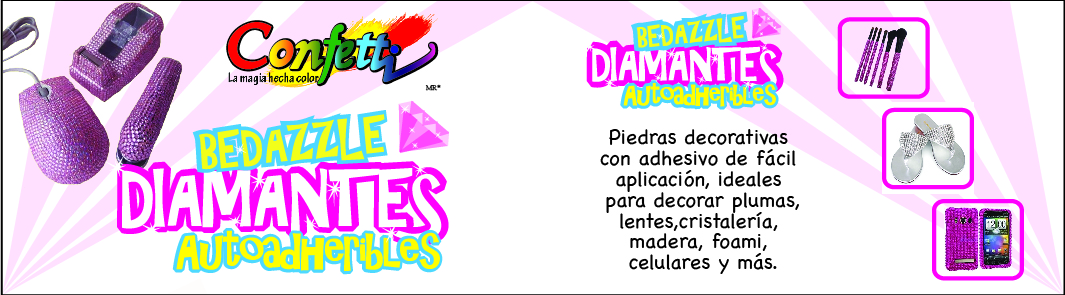 Confetti
La magia hecha color
MR*
BEDAZZLE
DIAMANTES
Autoadheribles
BEDAZZLE
DIAMANTES
Autoadheribles
Piedras decorativas
con adhesivo de fácil
aplicación, ideales
para decorar plumas,
lentes,cristalería,
madera, foami,
celulares y más.